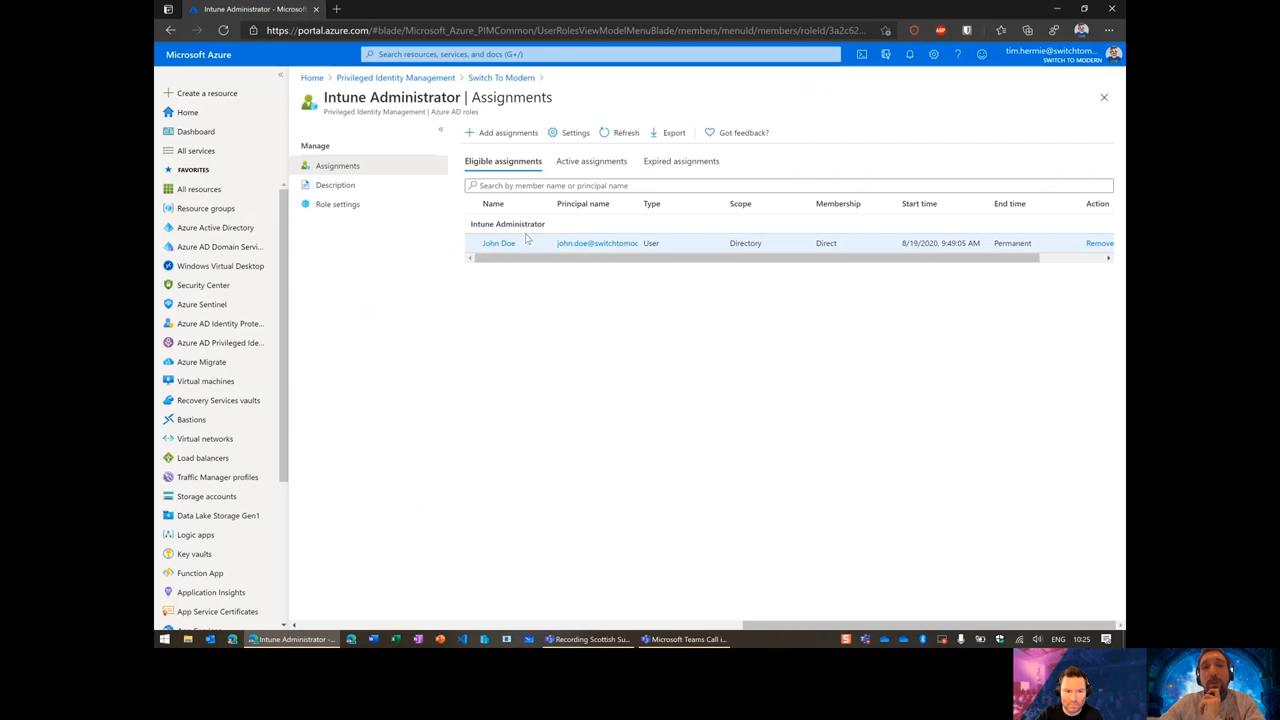 Intune Administrator - Microsof
https://portal.azure.com/#blade/Microsoft_Azure_PIMCommon/UserRolesViewModelMenuBlade/members/menuId/members/roleId/3a2c62...
ABP
Microsoft Azure
Search resources, services, and docs (G+/)
tim.hermie@switchtom...
SWITCH TO MODERN
Create a resource
Home
Dashboard
All services
FAVORITES
All resources
Resource groups
Azure Active Directory
Azure AD Domain Servi...
Windows Virtual Desktop
Security Center
Azure Sentinel
Azure AD Identity Prote...
Azure AD Privileged Ide...
Azure Migrate
Virtual machines
Recovery Services vaults
Bastions
Virtual networks
Load balancers
Traffic Manager profiles
Storage accounts
Data Lake Storage Gen1
Logic apps
Key vaults
Function App
Application Insights
App Service Certificates
Home > Privileged Identity Management > Switch To Modern >
Intune Administrator | Assignments
Privileged Identity Management | Azure AD roles
Manage
Assignments
Description
Role settings
Add assignments Settings Refresh Export Got feedback?
Eligible assignments Active assignments Expired assignments
Search by member name or principal name
Name Principal name Type Scope Membership Start time End time Action
Intune Administrator
John Doe john.doe@switchtomoc User Directory Direct 8/19/2020, 9:49:05 AM Permanent Remove
Intune Administrator -... Recording Scottish Su... Microsoft Teams Call i... ENG 10:25